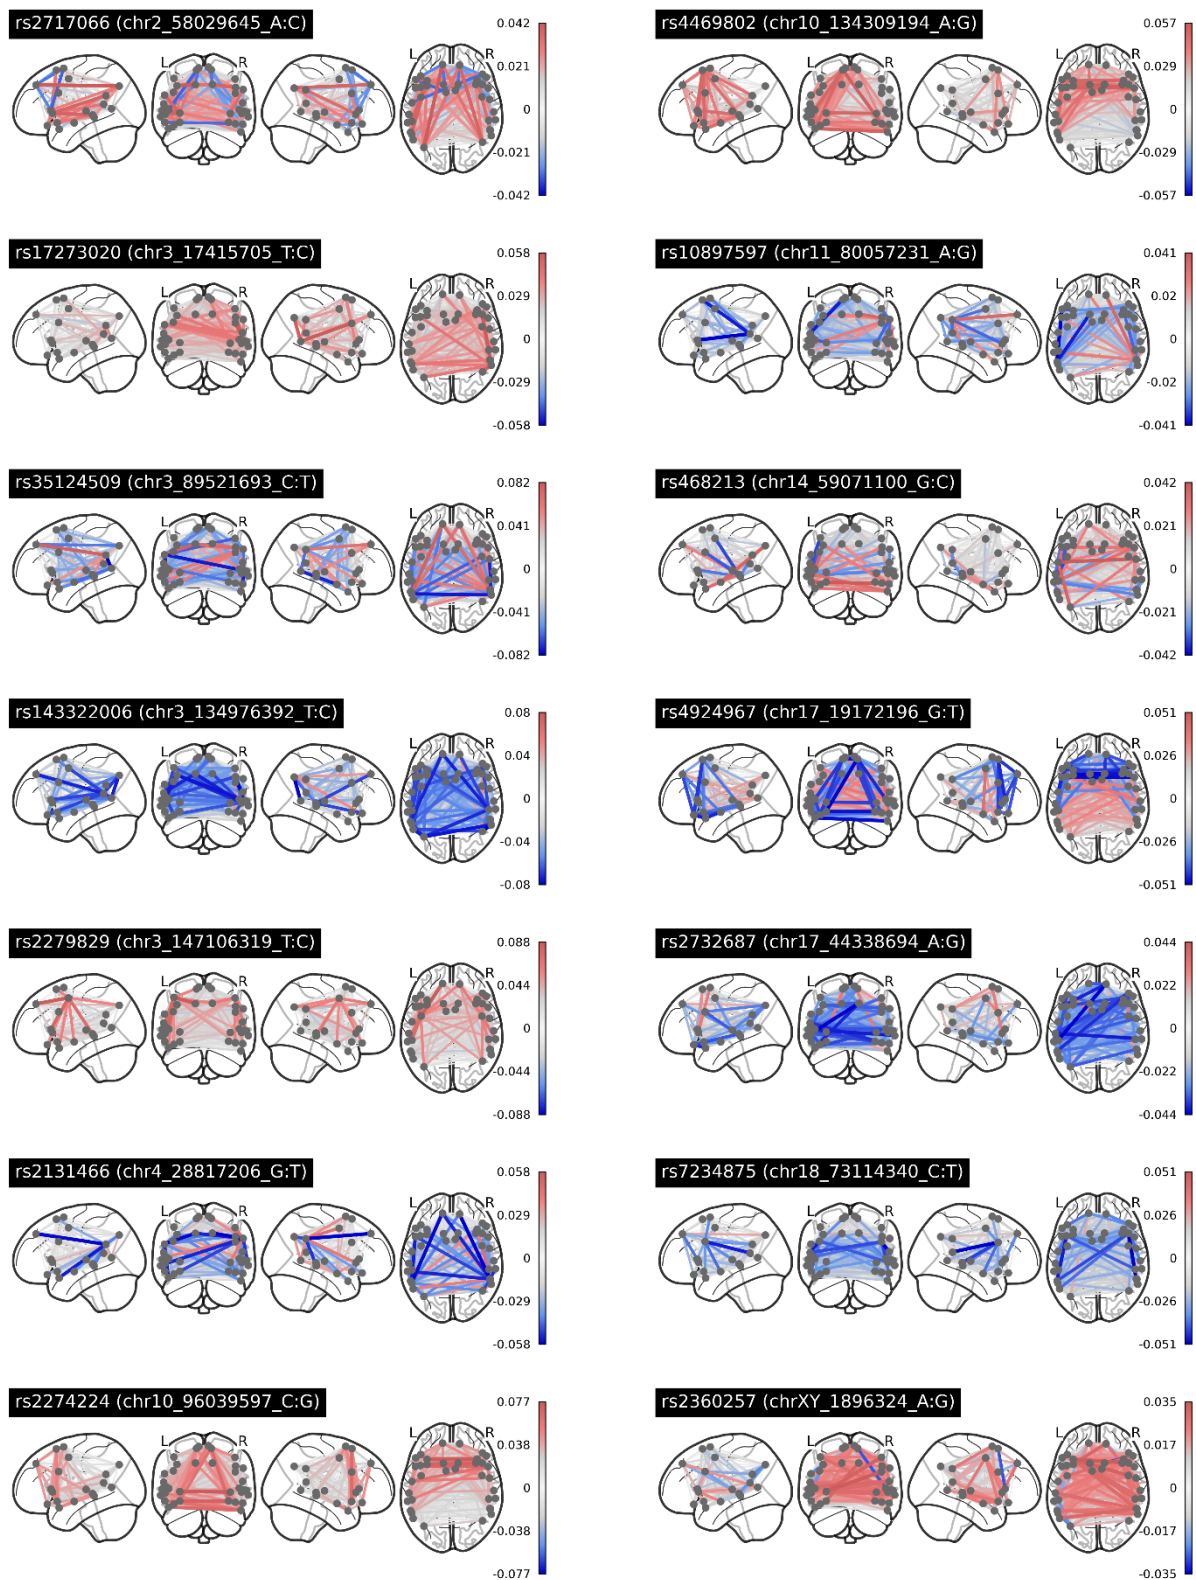 rs2717066 (chr2_58029645_A:C)
L R
0.042
0.021
0
-0.021
-0.042
rs4469802 (chr10_134309194_A:G)
L R
0.057
0.029
0
-0.029
-0.057
rs17273020 (chr3_17415705_T:C)
L R
0.058
0.029
0
-0.029
-0.058
rs10897597 (chr11_80057231_A:G)
L R
0.041
0.02
0
-0.02
-0.041
rs35124509 (chr3_89521693_C:T)
L R
0.082
0.041
0
-0.041
-0.082
rs468213 (chr14_59071100_G:C)
L R
0.042
0.021
0
-0.021
-0.042
rs143322006 (chr3_134976392_T:C)
L R
0.08
0.04
0
-0.04
-0.08
rs4924967 (chr17_19172196_G:T)
L R
0.051
0.026
0
-0.026
-0.051
rs2279829 (chr3_147106319_T:C)
L R
0.088
0.044
0
-0.044
-0.088
rs2732687 (chr17_44338694_A:G)
L R
0.044
0.022
0
-0.022
-0.044
rs2131466 (chr4_28817206_G:T)
L R
0.058
0.029
0
-0.029
-0.058
rs7234875 (chr18_73114340_C:T)
L R
0.051
0.026
0
-0.026
-0.051
rs2274224 (chr10_96039597_C:G)
L R
0.077
0.038
0
-0.038
-0.077
rs2360257 (chrXY_1896324_A:G)
L R
0.035
0.017
0
-0.017
-0.035